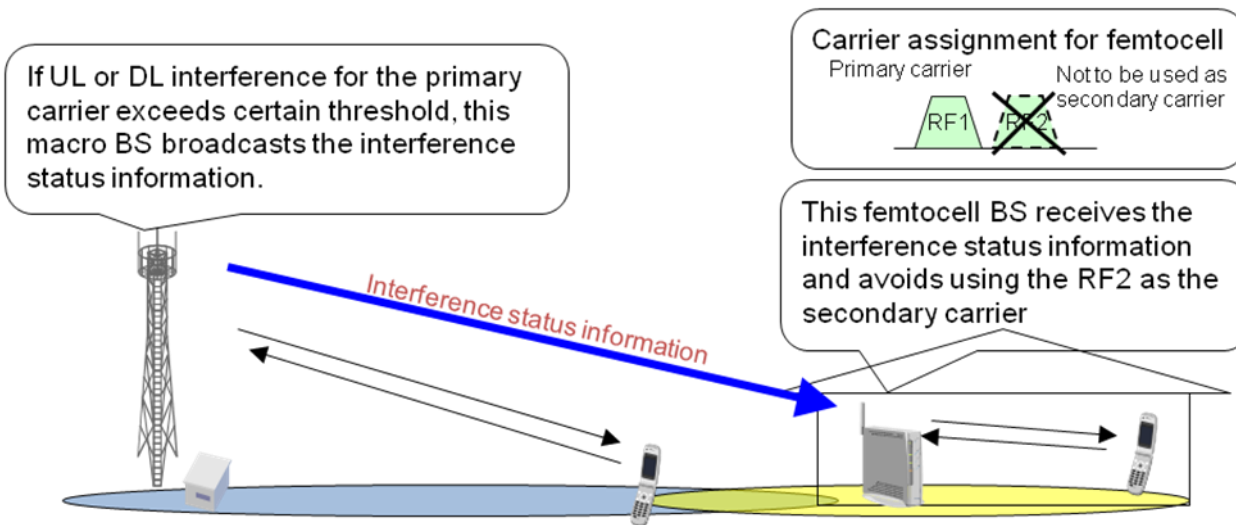 If UL or DL interference for the primary
carrier exceeds certain threshold, this
macro BS broadcasts the interference
status information.
Carrier assignment for femtocell
Primary carrier
Not to be used as
secondary carrier
RF1
RF2
This femtocell BS receives the
interference status information
and avoids using the RF2 as the
secondary carrier
Interference status information